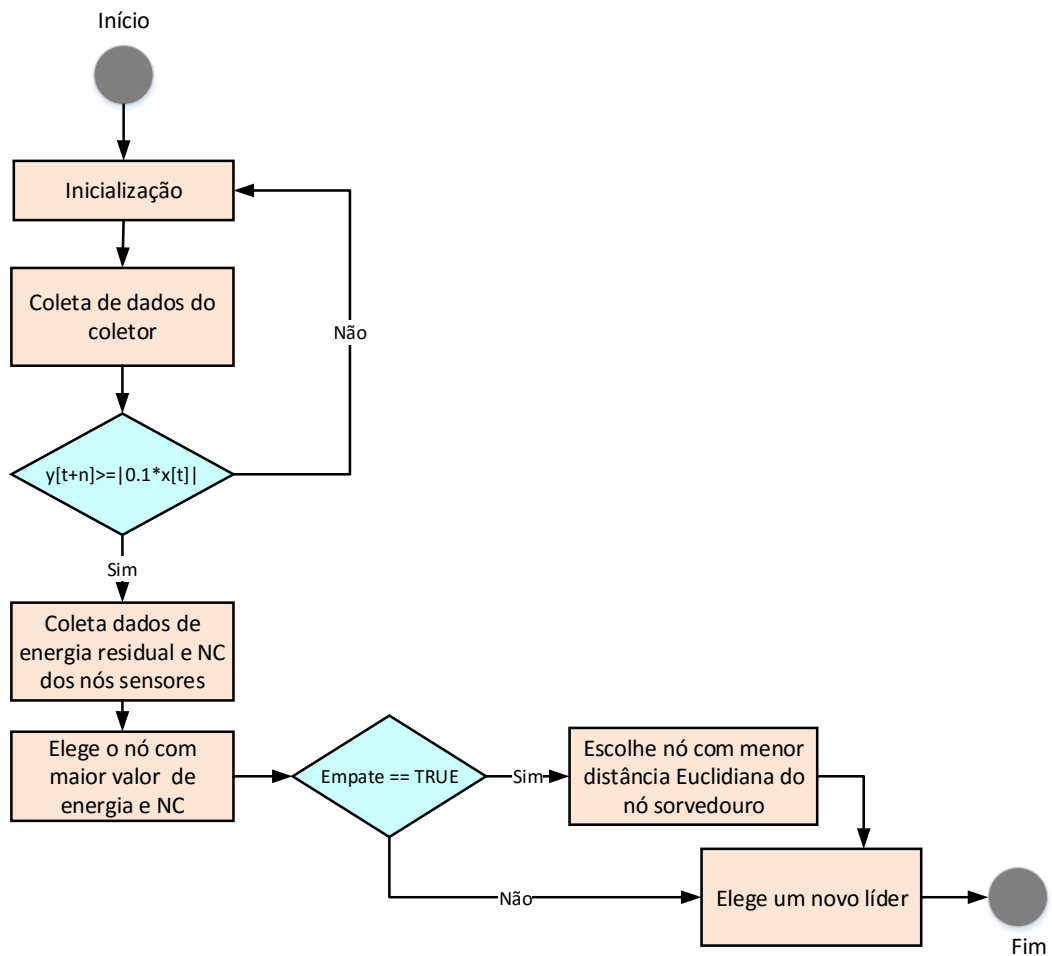 Início
Inicialização
Coleta de dados do
coletor
Não
y[t+n]>=|0.1*x[t]|
Sim
Coleta dados de
energia residual e NC
dos nós sensores
Elege o nó com
maior valor de
energia e NC
Empate == TRUE
Sim
Escolhe nó com menor
distância Euclidiana do
nó sorvedouro
Não
Elege um novo líder
Fim